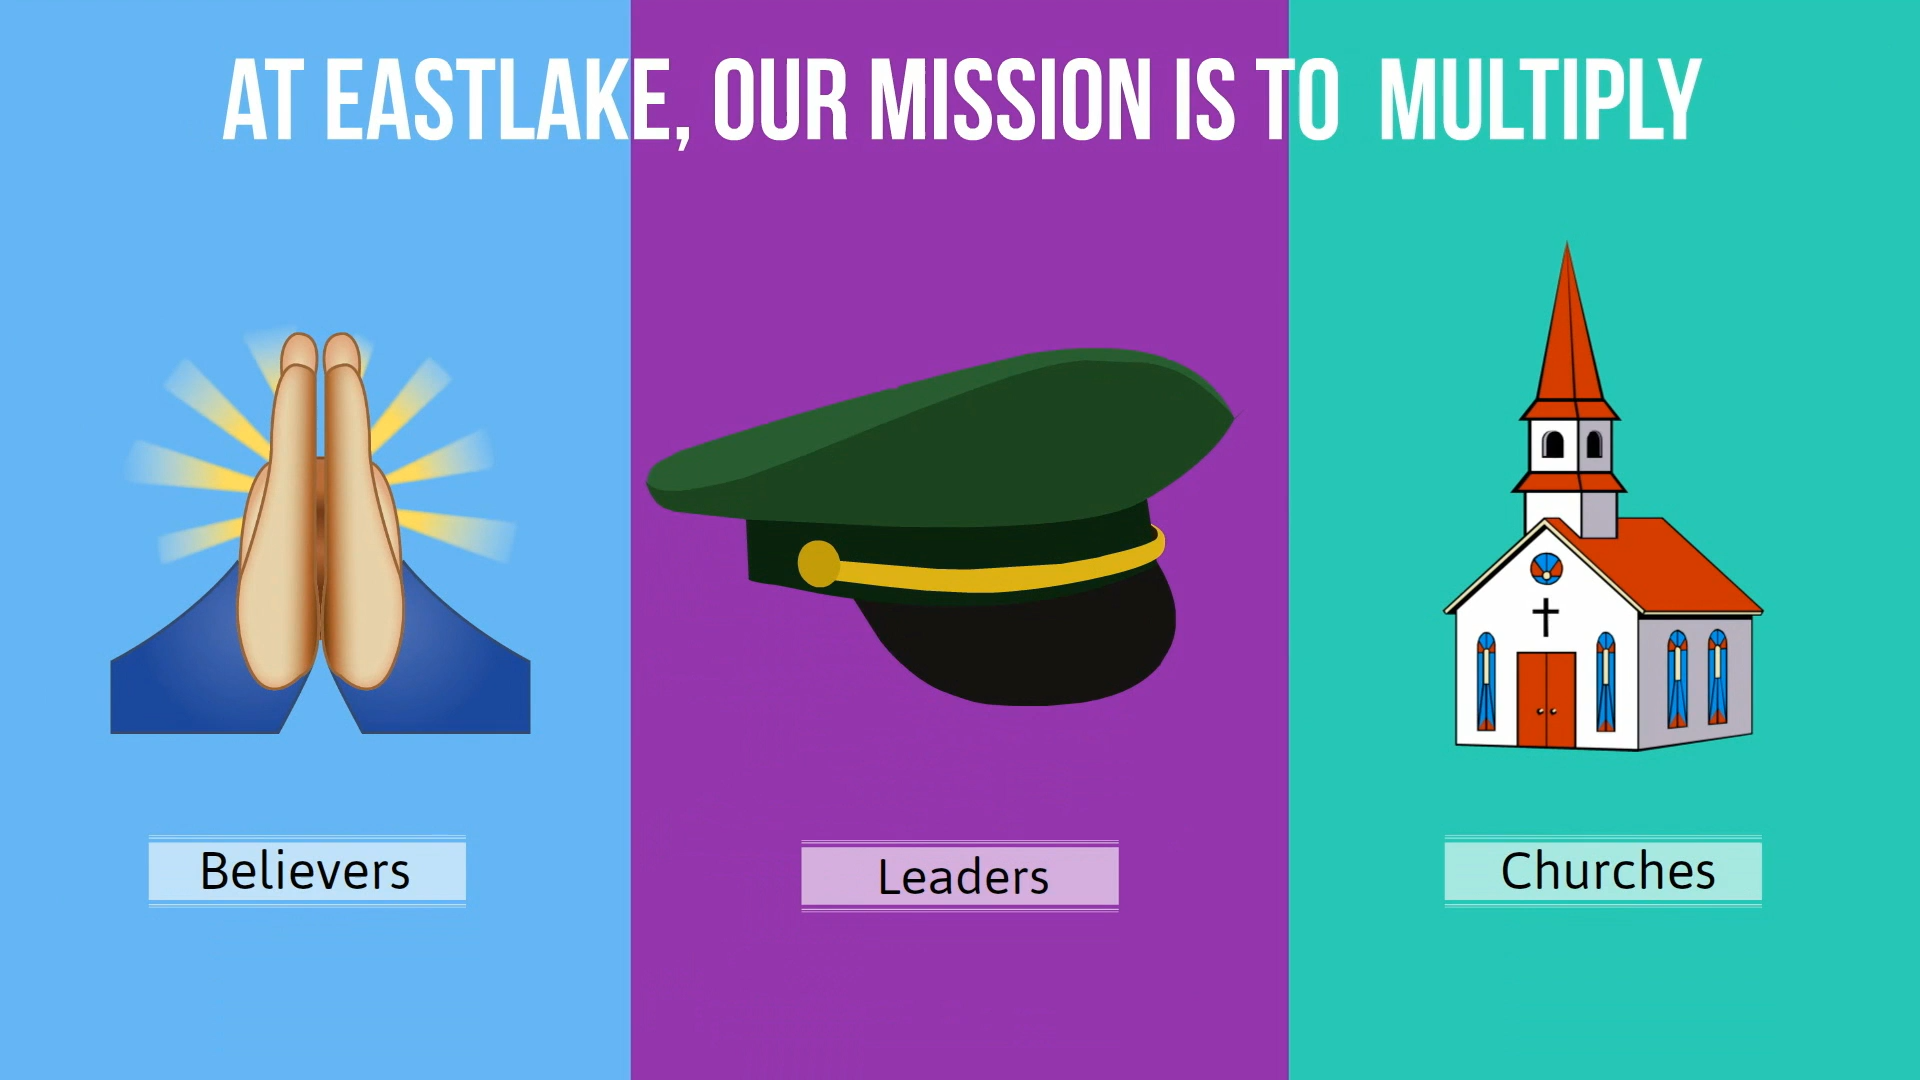 AT EASTLAKE, OUR MISSION IS TO MULTIPLY
Believers
Leaders
Churches